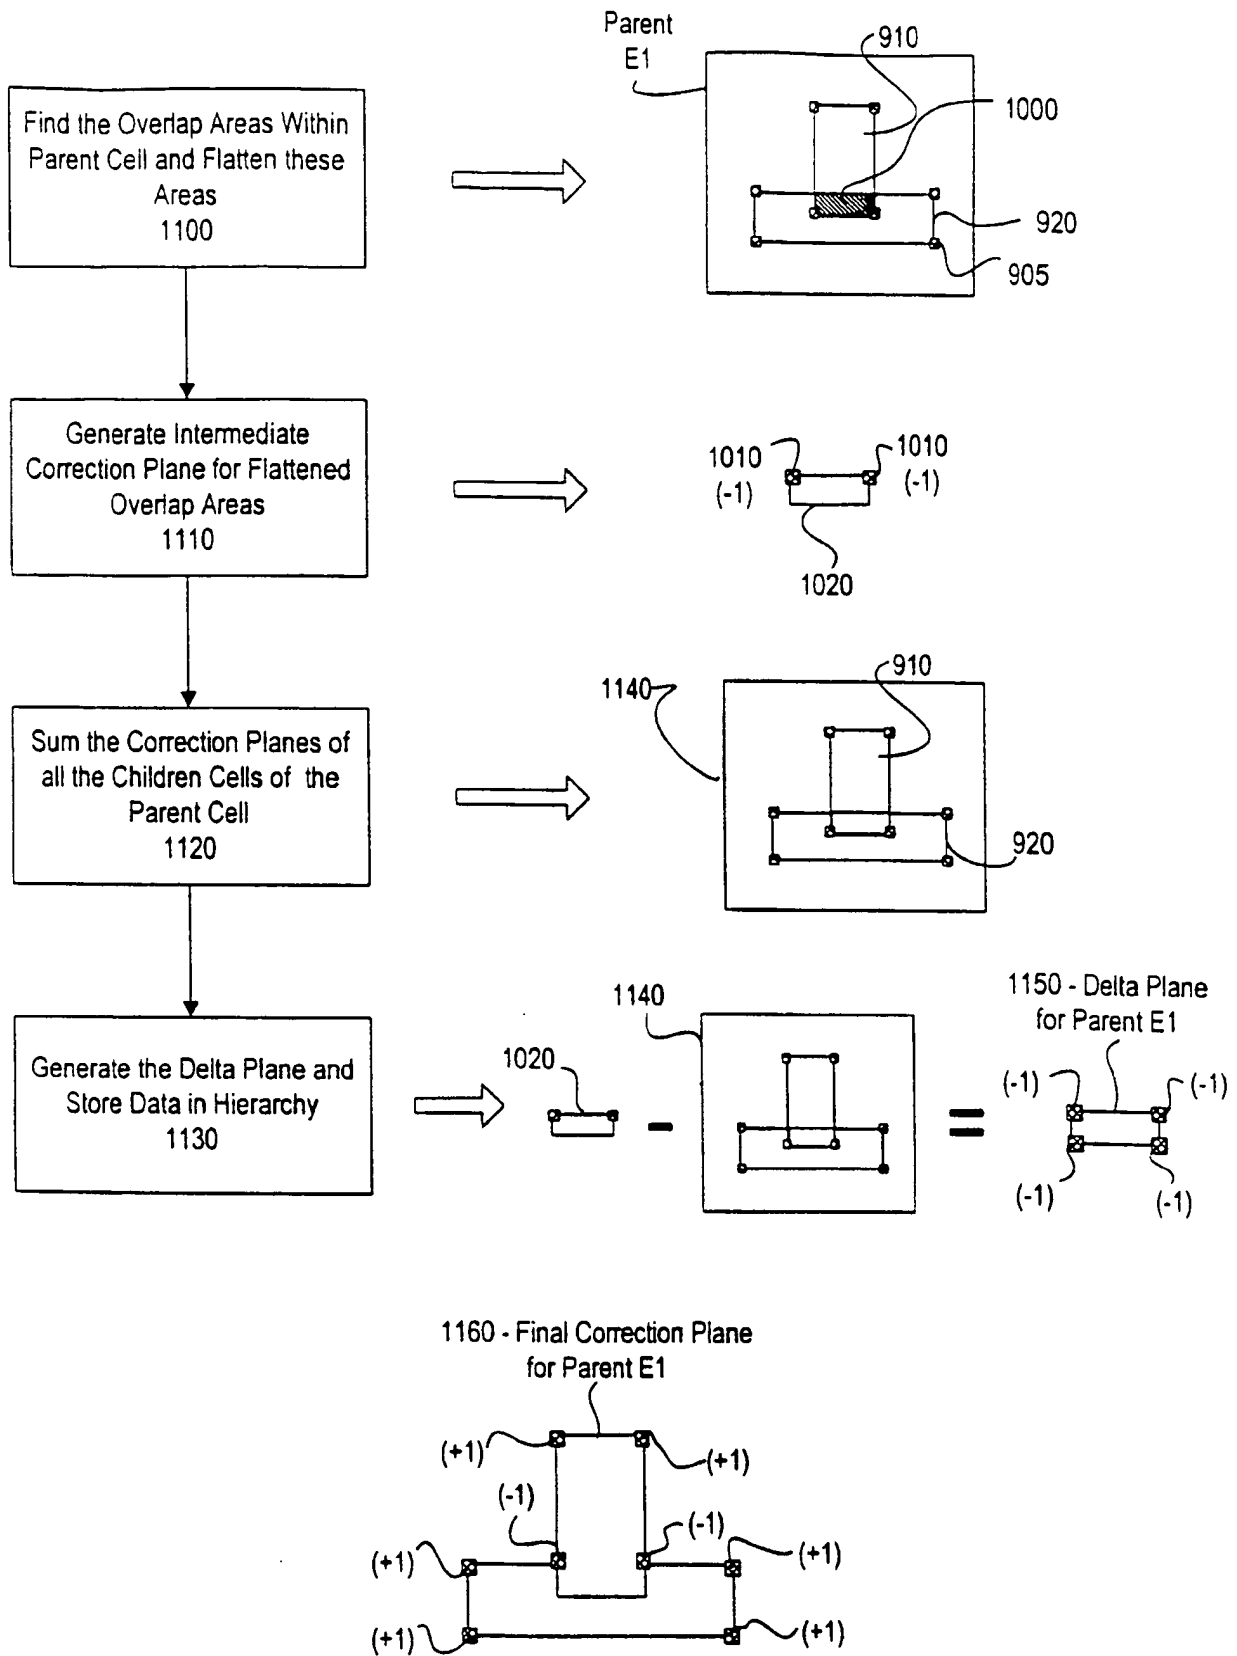 Parent
E1
910
Find the Overlap Areas Within
Parent Cell and Flatten these
Areas
1100
1000
920
905
Generate Intermediate
Correction Plane for Flattened
Overlap Areas
1110
1010
(-1)
1010
(-1)
1020
Sum the Correction Planes of
all the Children Cells of the
Parent Cell
1120
1140
910
920
Generate the Delta Plane and
Store Data in Hierarchy
1130
1020
-
1140
=
1150 - Delta Plane
for Parent E1
(-1)
(-1)
(-1)
(-1)
1160 - Final Correction Plane
for Parent E1
(+1)
(+1)
(-1)
(-1)
(+1)
(+1)
(+1)
(+1)